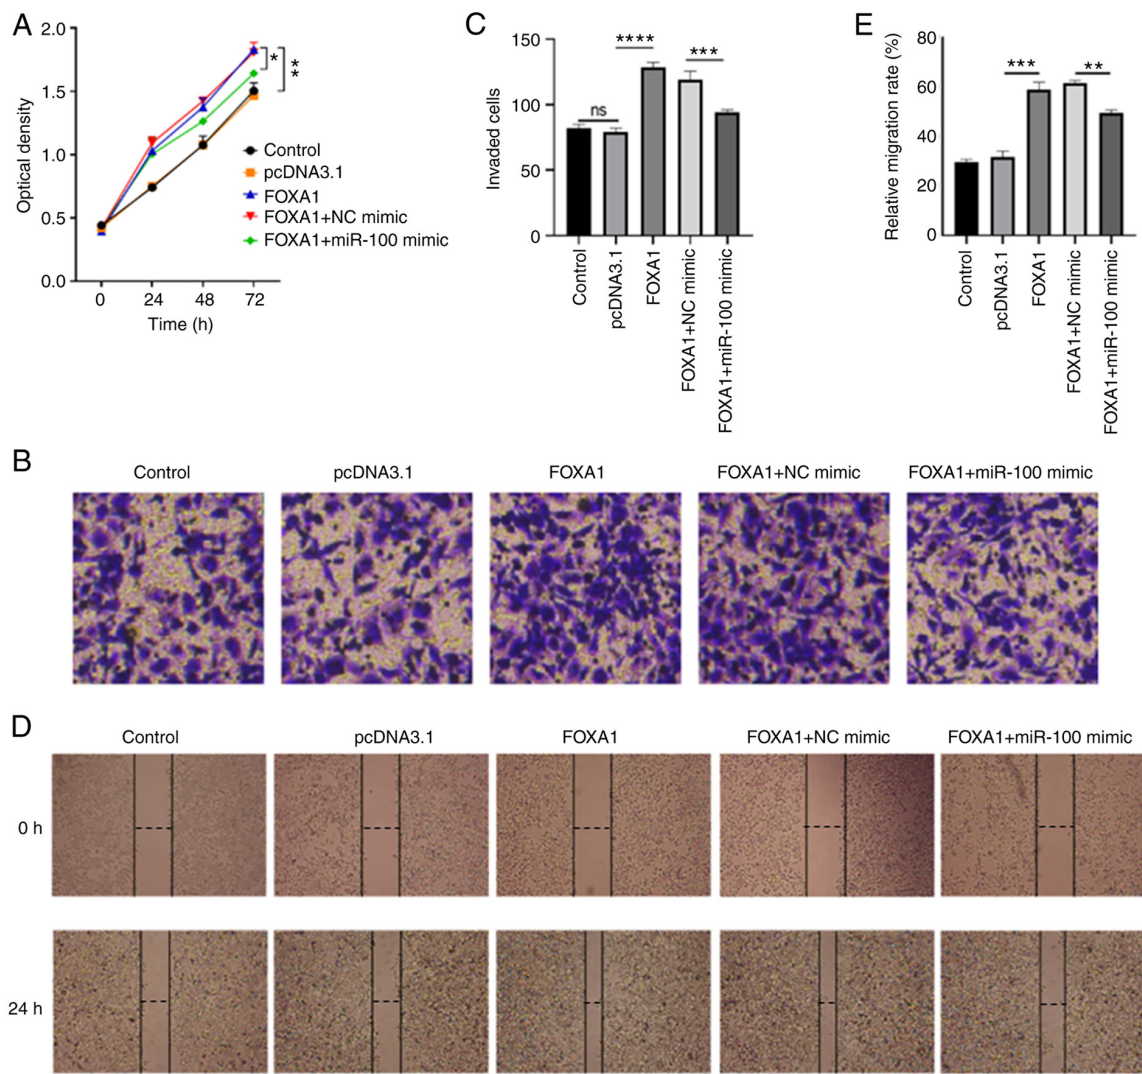 A
2.0
1.5
1.0
0.5
0.0
Optical density
0 24 48 72
Time (h)
*
**
Control
pcDNA3.1
FOXA1
FOXA1+NC mimic
FOXA1+miR-100 mimic
C
150
100
50
0
Invaded cells
ns
****
***
Control
pcDNA3.1
FOXA1
FOXA1+NC mimic
FOXA1+miR-100 mimic
E
80
60
40
20
0
Relative migration rate (%)
***
**
Control
pcDNA3.1
FOXA1
FOXA1+NC mimic
FOXA1+miR-100 mimic
B
Control pcDNA3.1 FOXA1 FOXA1+NC mimic FOXA1+miR-100 mimic
D
Control pcDNA3.1 FOXA1 FOXA1+NC mimic FOXA1+miR-100 mimic
0 h
24 h